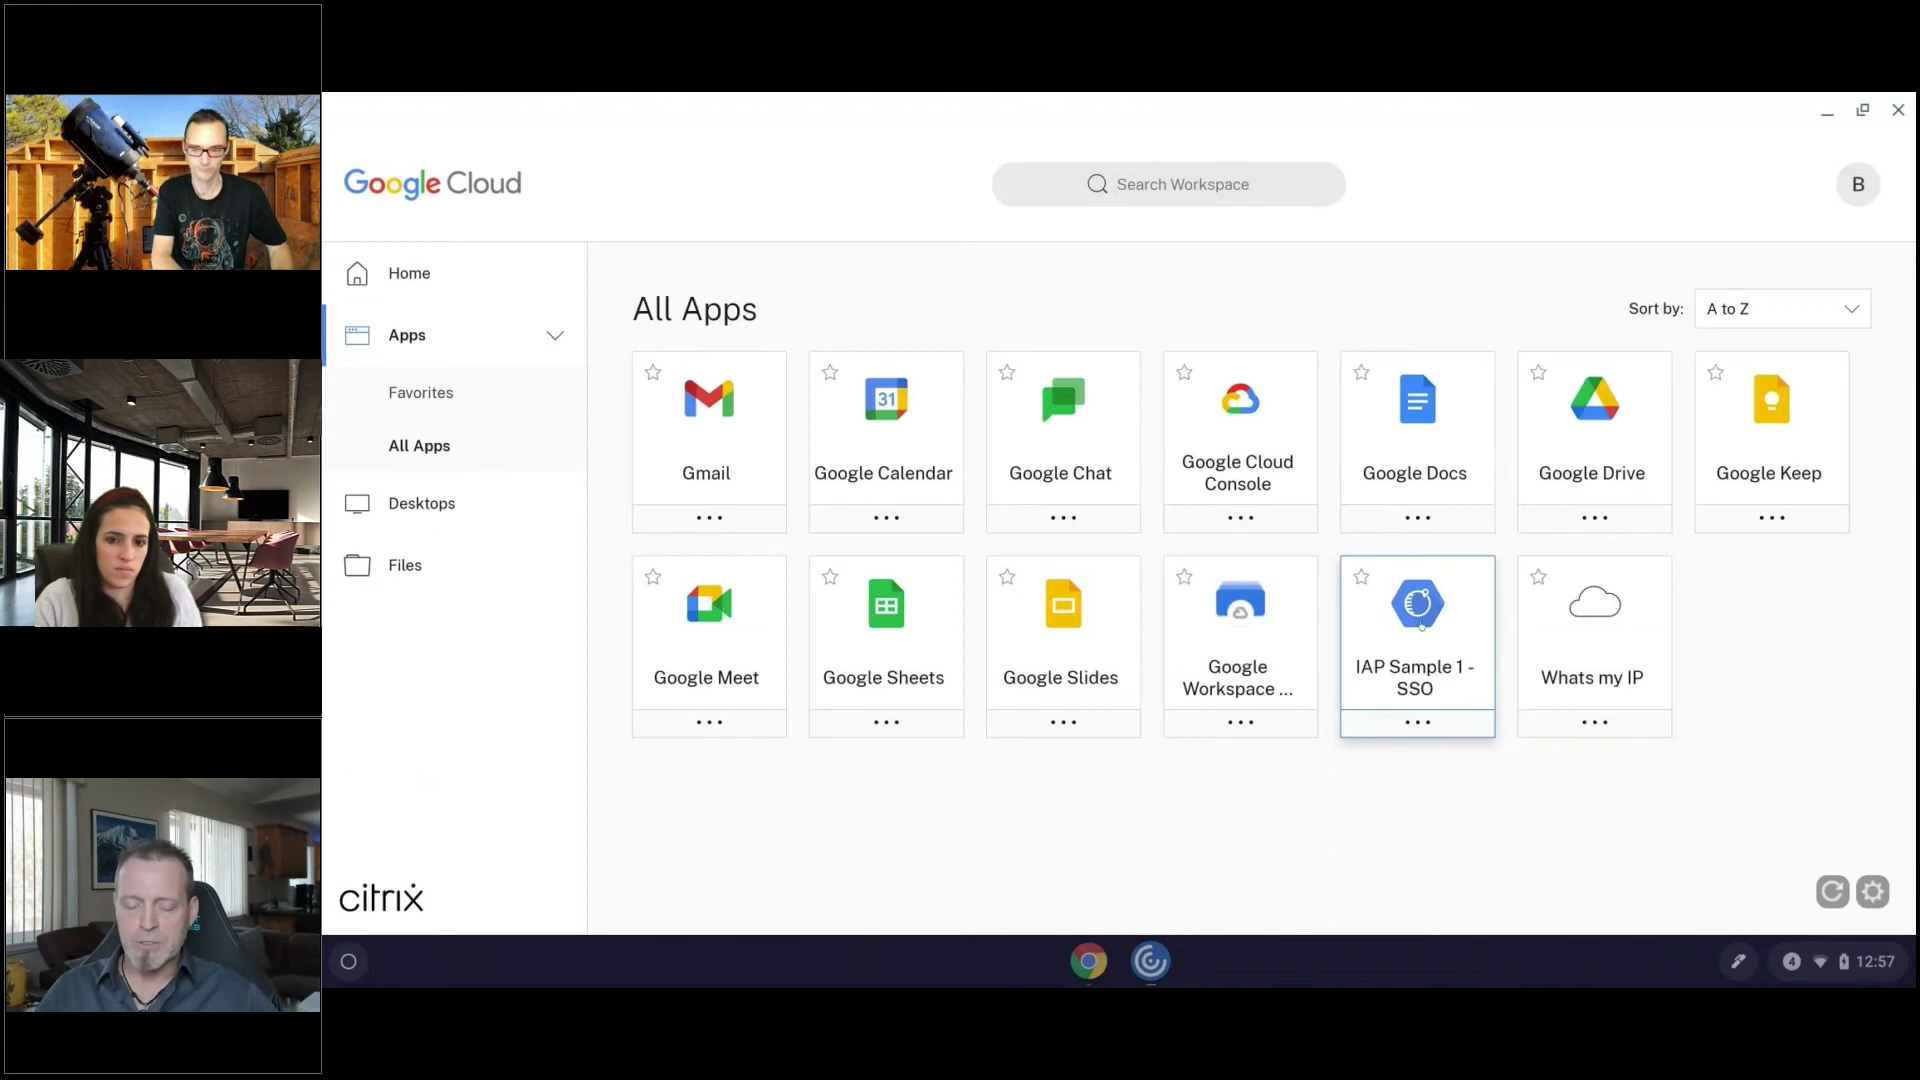 Google Cloud
Search Workspace
B
Home
Apps
Favorites
All Apps
Desktops
Files
citrix
All Apps
Sort by:
A to Z
Gmail
31
Google Calendar
Google Chat
Google Cloud
Console
Google Docs
Google Drive
Google Keep
Google Meet
Google Sheets
Google Slides
Google
Workspace ...
IAP Sample 1 -
SSO
Whats my IP
4
12:57